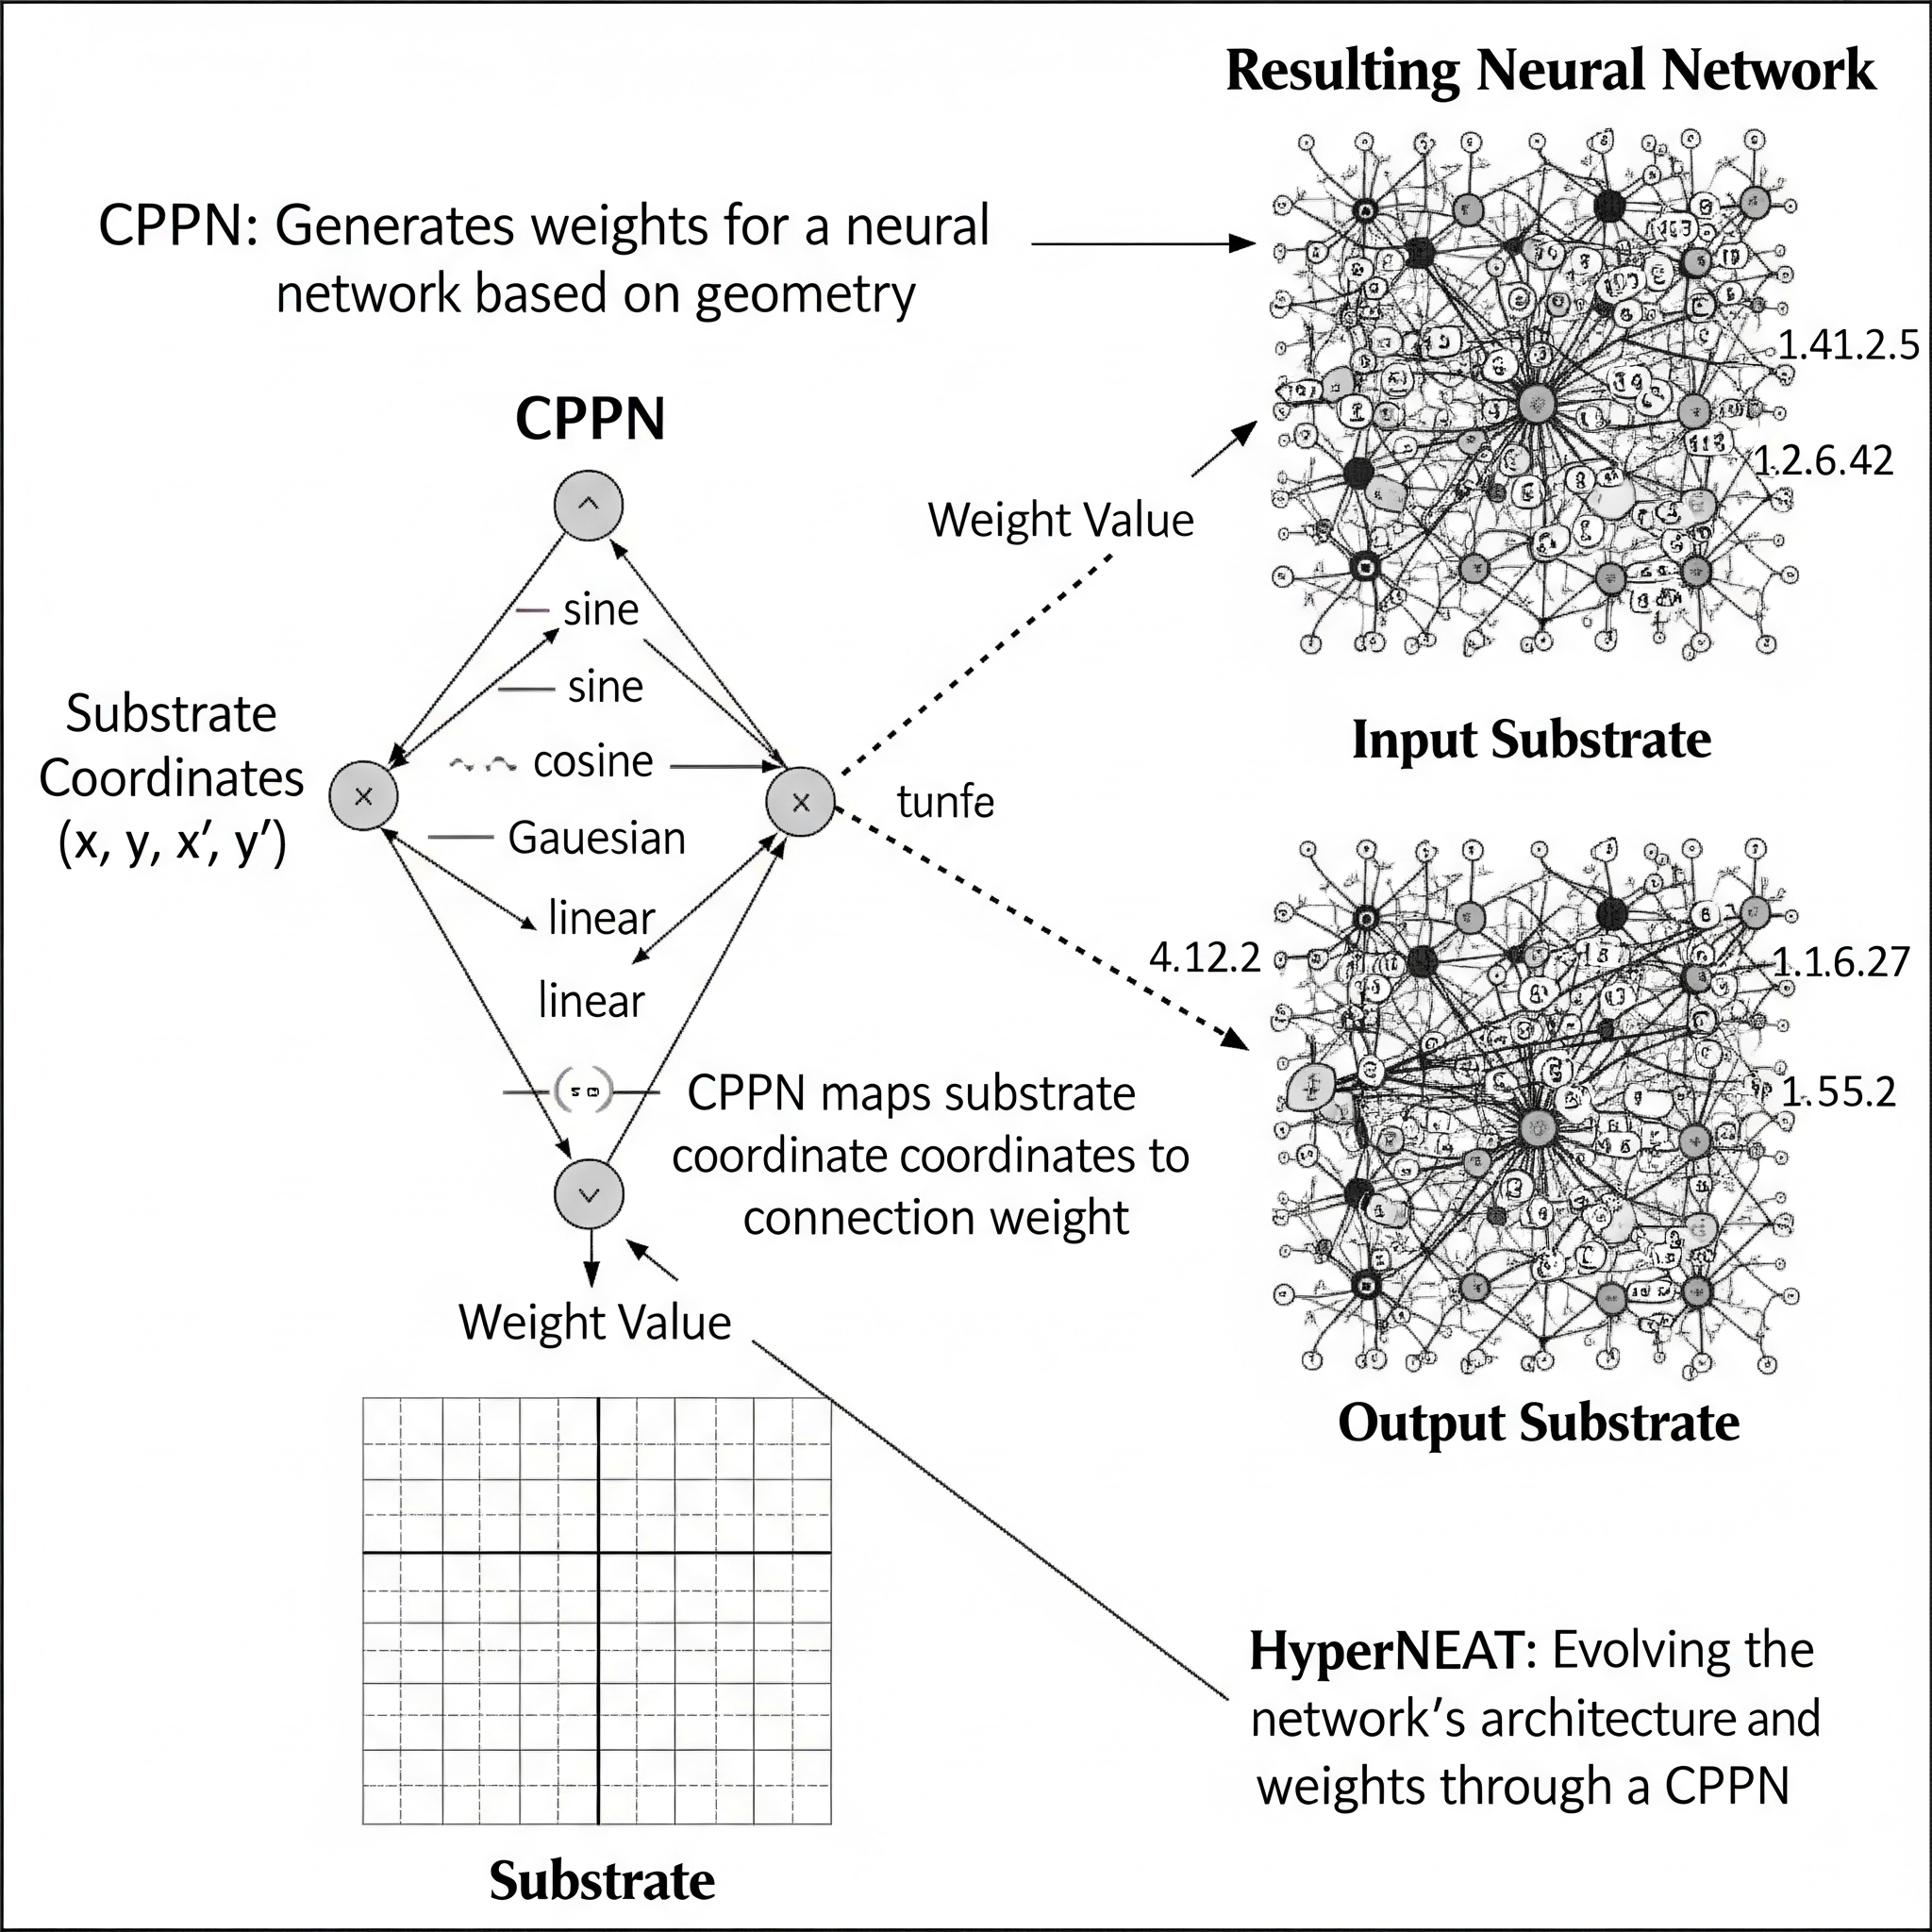 Resulting Neural Network
CPPN: Generates weights for a neural
network based on geometry
1.41.2.5
CPPN
1.2.6.42
Weight Value
sine
sine
Substrate
Coordinates
(x, y, x′, y′)
Input Substrate
cosine
tunfe
Gauesian
linear
linear
4.12.2
1.1.6.27
CPPN maps substrate
coordinate coordinates to
connection weight
1.55.2
Weight Value
Output Substrate
HyperNEAT: Evolving the
network’s architecture and
weights through a CPPN
Substrate